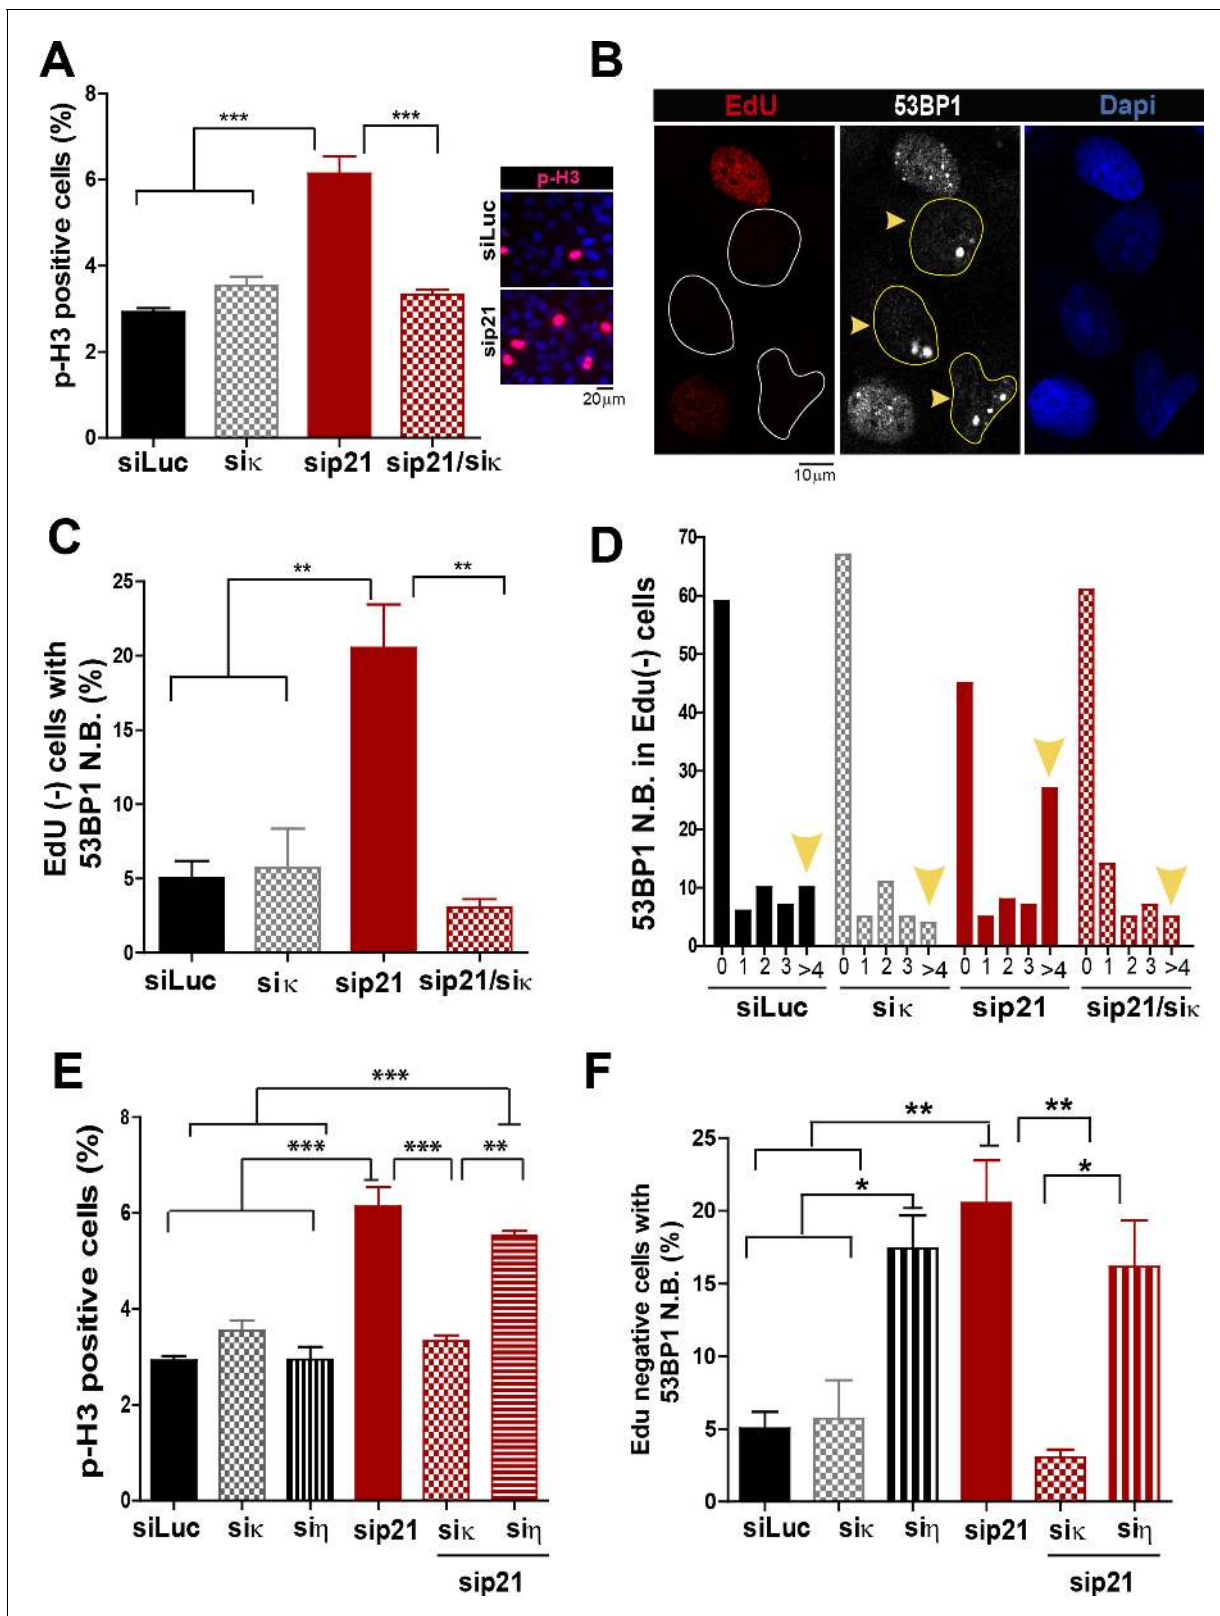 A
p-H3 positive cells (%)
8
6
4
2
0
***
***
siLuc
siκ
sip21
sip21/siκ
p-H3
siLuc
sip21
20μm
B
EdU
53BP1
Dapi
10μm
C
EdU (-) cells with
53BP1 N.B. (%)
25
20
15
10
5
0
**
**
siLuc
siκ
sip21
sip21/siκ
D
53BP1 N.B. in Edu(-) cells
70
60
50
40
30
20
10
0
0 1 2 3 >4
0 1 2 3 >4
0 1 2 3 >4
0 1 2 3 >4
siLuc
siκ
sip21
sip21/siκ
E
p-H3 positive cells (%)
8
6
4
2
0
***
***
***
**
siLuc
siκ
siη
sip21
siκ
siη
sip21
F
Edu negative cells with
53BP1 N.B. (%)
25
20
15
10
5
0
**
**
*
*
siLuc
siκ
siη
sip21
siκ
siη
sip21